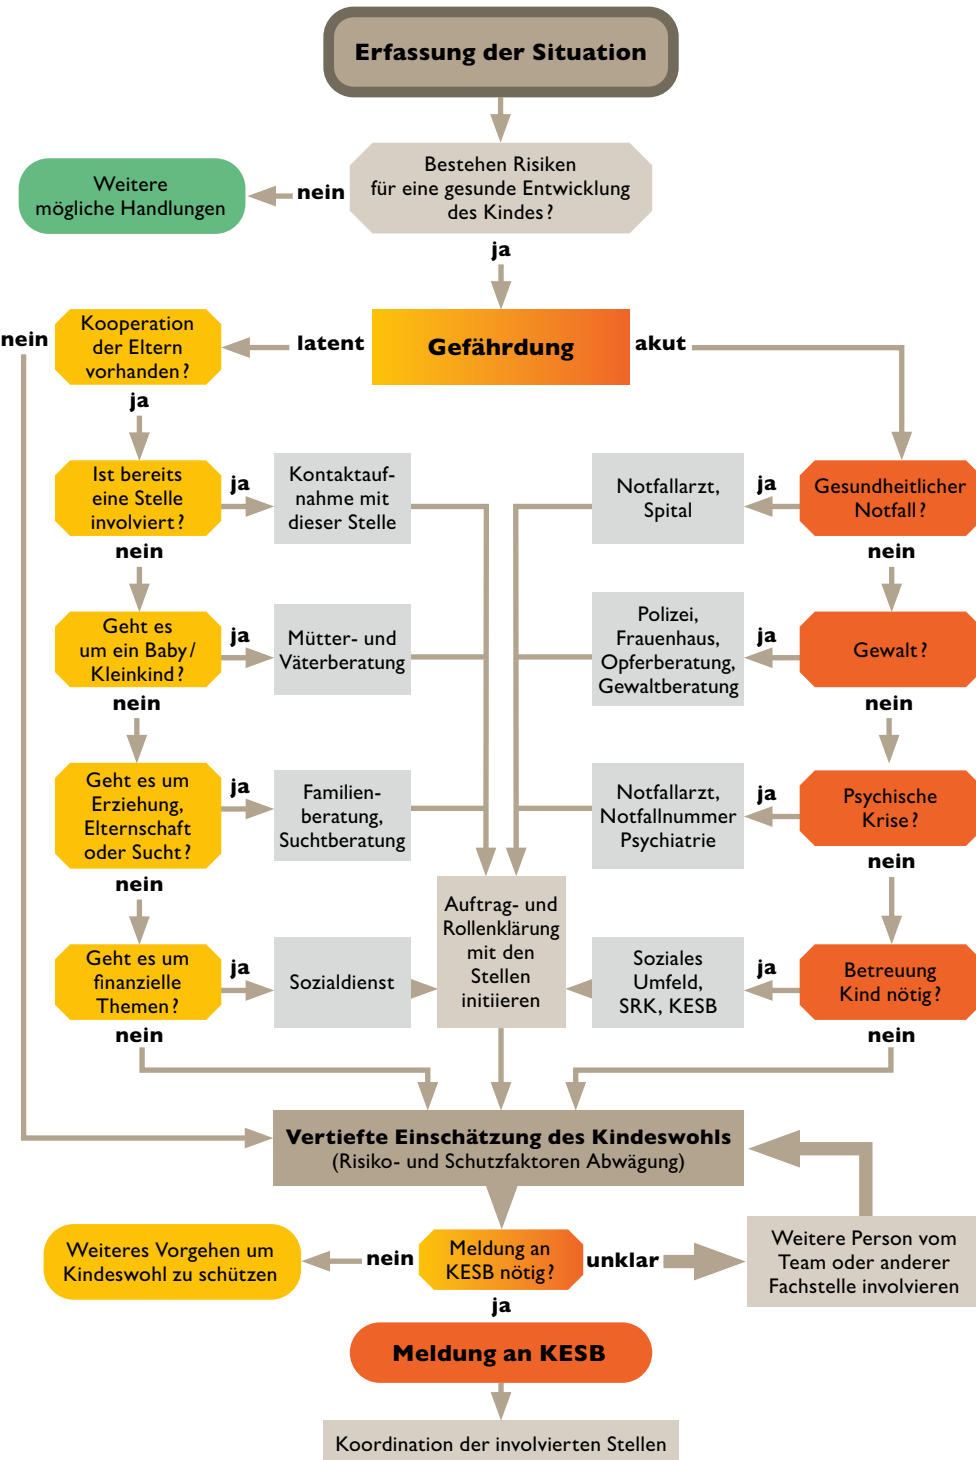 Erfassung der Situation
Bestehen Risiken
für eine gesunde Entwicklung
des Kindes?
nein
Weitere
mögliche Handlungen
ja
Gefährdung
latent
akut
Kooperation
der Eltern
vorhanden?
nein
ja
Ist bereits
eine Stelle
involviert?
ja
Kontaktauf-
nahme mit
dieser Stelle
Notfallarzt,
Spital
ja
Gesundheitlicher
Notfall?
nein
nein
Geht es
um ein Baby/
Kleinkind?
ja
Mütter- und
Väterberatung
Polizei,
Frauenhaus,
Opferberatung,
Gewaltberatung
ja
Gewalt?
nein
nein
Geht es um
Erziehung,
Elternschaft
oder Sucht?
ja
Familien-
beratung,
Suchtberatung
Notfallarzt,
Notfallnummer
Psychiatrie
ja
Psychische
Krise?
nein
nein
Auftrag- und
Rollenklärung
mit den
Stellen
initiieren
Geht es um
finanzielle
Themen?
ja
Sozialdienst
Soziales
Umfeld,
SRK, KESB
ja
Betreuung
Kind nötig?
nein
nein
Vertiefte Einschätzung des Kindeswohls
(Risiko- und Schutzfaktoren Abwägung)
Weiteres Vorgehen um
Kindeswohl zu schützen
nein
Meldung an
KESB nötig?
unklar
Weitere Person vom
Team oder anderer
Fachstelle involvieren
ja
Meldung an KESB
Koordination der involvierten Stellen